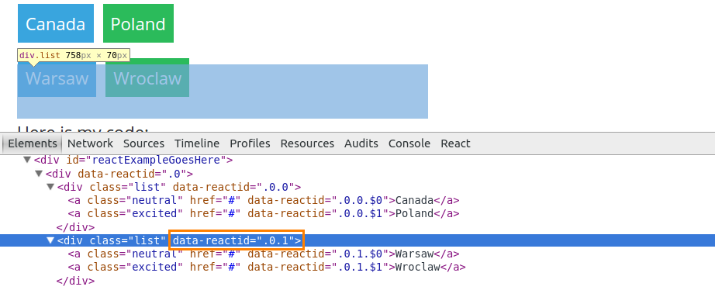 Canada Poland
div.list 758px × 70px
Warsaw Wroclaw
Here is my code:
Elements Network Sources Timeline Profiles Resources Audits Console React
▼<div id="reactExampleGoesHere">
▼<div data-reactid=".0">
▼<div class="list" data-reactid=".0.0">
<a class="neutral" href="#" data-reactid=".0.0.$0">Canada</a>
<a class="excited" href="#" data-reactid=".0.0.$1">Poland</a>
</div>
▼<div class="list" data-reactid=".0.1">
<a class="neutral" href="#" data-reactid=".0.1.$0">Warsaw</a>
<a class="excited" href="#" data-reactid=".0.1.$1">Wroclaw</a>
</div>